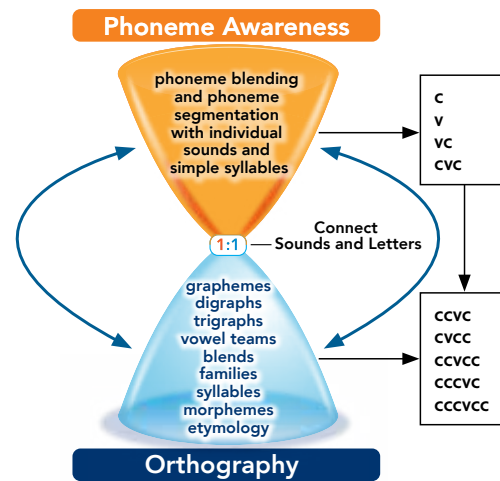 Phoneme Awareness
phoneme blending
and phoneme
segmentation
with individual
sounds and
simple syllables
C
V
VC
CVC
1:1
Connect
Sounds and Letters
graphemes
digraphs
trigraphs
vowel teams
blends
families
syllables
morphemes
etymology
CCVC
CVCC
CCVCC
CCCVC
CCCVCC
Orthography